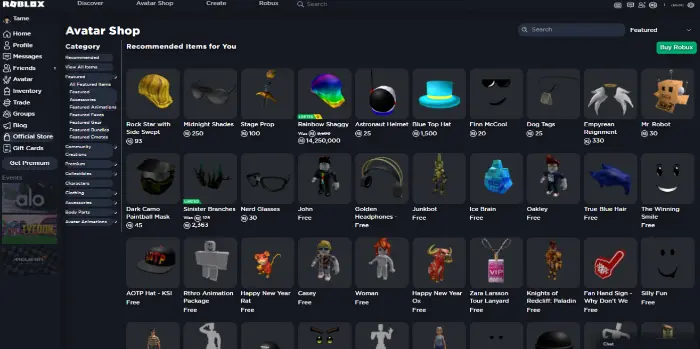 ROBLOX
Discover
Avatar Shop
Create
Robux
Search
Tame
Home
Profile
Messages
Friends
Avatar
Inventory
Trade
Groups
Blog
Official Store
Gift Cards
Get Premium
Events
alo
TYCOON
Avatar Shop
Search
Featured
Buy Robux
Category
Recommended
View All Items
Featured
All Featured Items
Featured
Accessories
Featured Animations
Featured Faces
Featured Gear
Featured Bundles
Featured Emotes
Community
Creations
Premium
Collectibles
Characters
Clothing
Accessories
Body Parts
Avatar Animations
Recommended Items for You
Rock Star with
Side Swept
93
Midnight Shades
250
Stage Prop
100
LIMITED
Rainbow Shaggy
Was
14,250,000
Astronaut Helmet
25
Blue Top Hat
1,500
Finn McCool
20
Dog Tags
25
Empyrean
Reignment
330
Mr. Robot
30
Dark Camo
Paintball Mask
45
LIMITED
Sinister Branches
Was
2,363
Nerd Glasses
30
John
Free
Golden
Headphones -
Free
Junkbot
Free
Ice Brain
Free
Oakley
Free
True Blue Hair
Free
The Winning
Smile
Free
AOTP Hat - KSI
Free
Rthro Animation
Package
Free
Happy New Year
Rat
Free
Casey
Free
Woman
Free
Happy New Year
Ox
Free
VIP
Zara Larsson
Tour Lanyard
Free
Knights of
Redcliff: Paladin
Free
Fan Hand Sign -
Why Don't We
Free
Silly Fun
Free
Chat